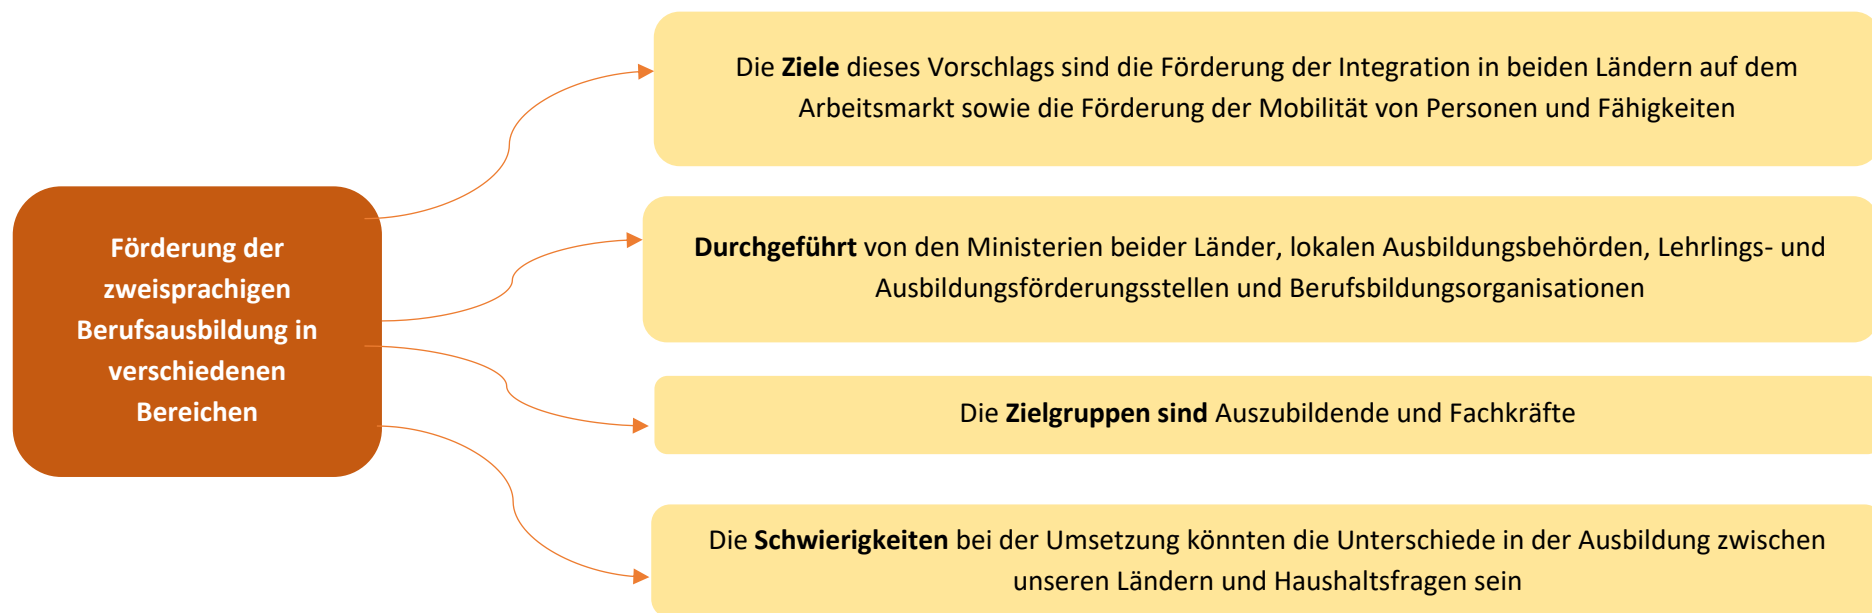 Förderung der
zweisprachigen
Berufsausbildung in
verschiedenen
Bereichen
Die Ziele dieses Vorschlags sind die Förderung der Integration in beiden Ländern auf dem
Arbeitsmarkt sowie die Förderung der Mobilität von Personen und Fähigkeiten
Durchgeführt von den Ministerien beider Länder, lokalen Ausbildungsbehörden, Lehrlings- und
Ausbildungsförderungsstellen und Berufsbildungsorganisationen
Die Zielgruppen sind Auszubildende und Fachkräfte
Die Schwierigkeiten bei der Umsetzung könnten die Unterschiede in der Ausbildung zwischen
unseren Ländern und Haushaltsfragen sein